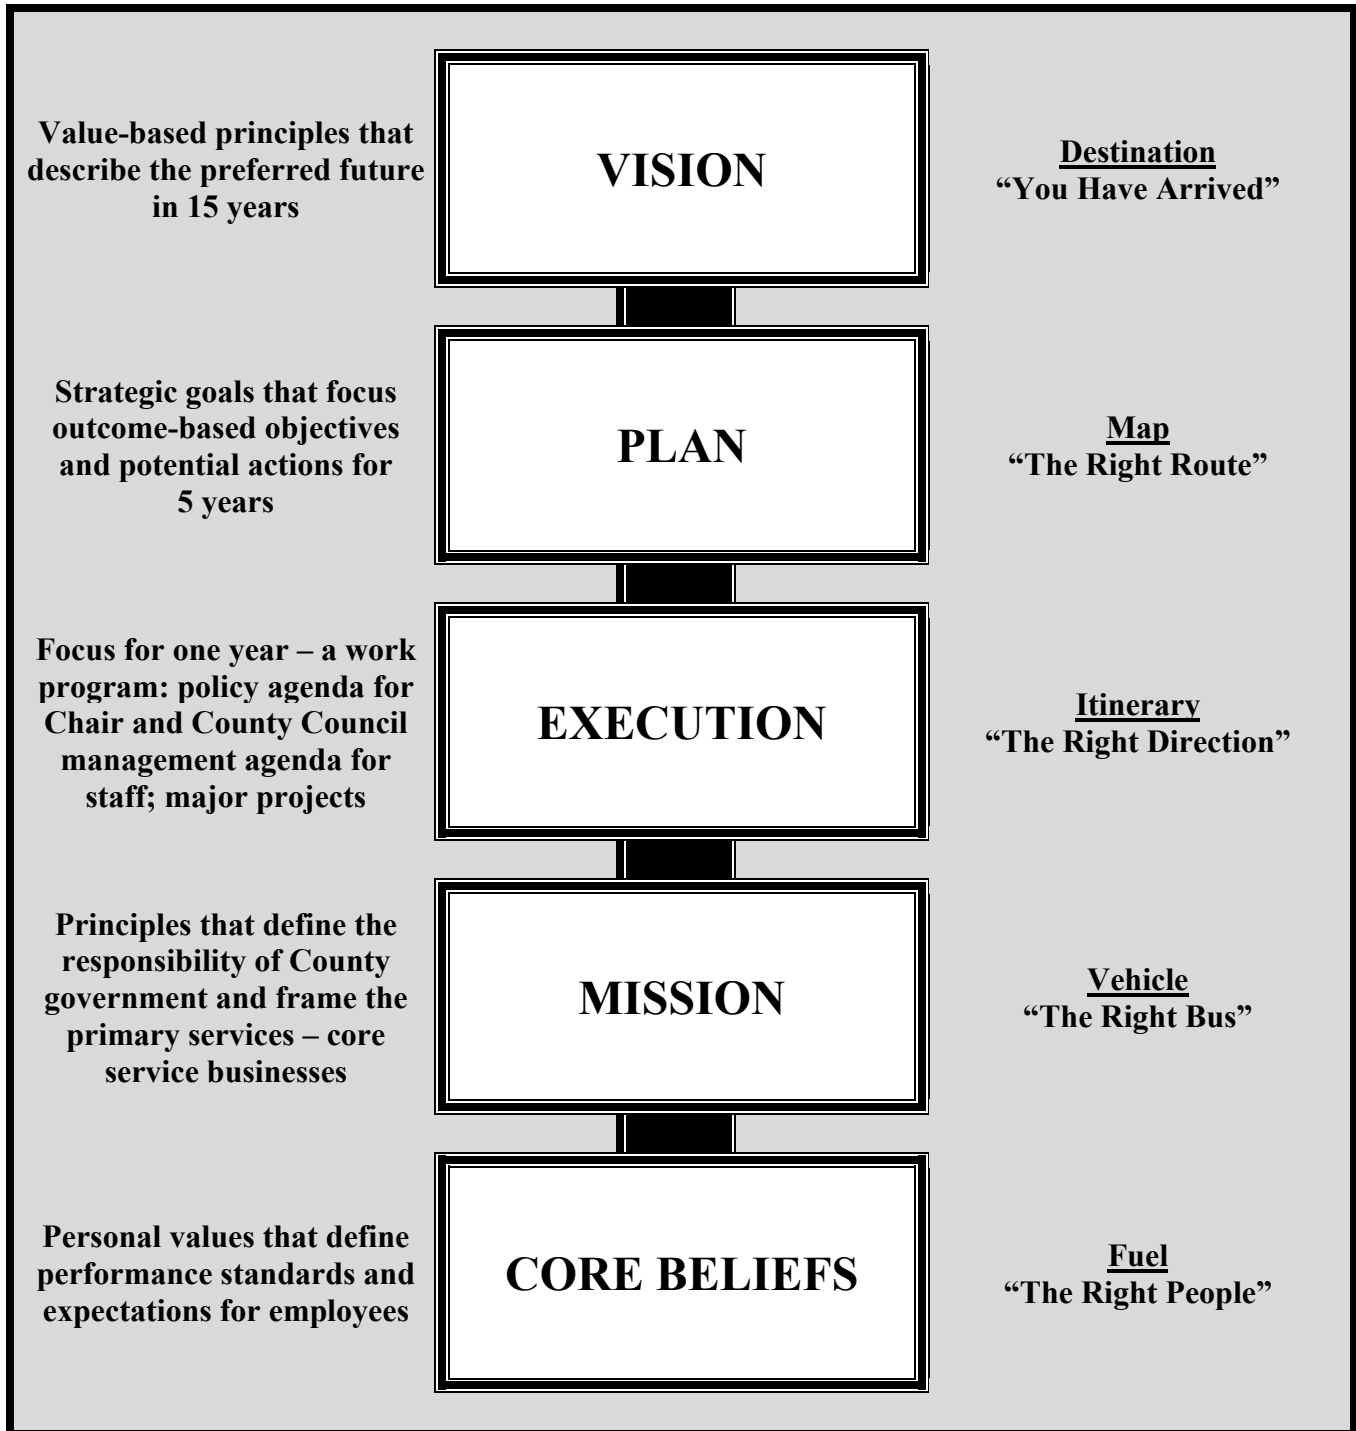 Value-based principles that
describe the preferred future
in 15 years
VISION
Destination
“You Have Arrived”
Strategic goals that focus
outcome-based objectives
and potential actions for
5 years
PLAN
Map
“The Right Route”
Focus for one year – a work
program: policy agenda for
Chair and County Council
management agenda for
staff; major projects
EXECUTION
Itinerary
“The Right Direction”
Principles that define the
responsibility of County
government and frame the
primary services – core
service businesses
MISSION
Vehicle
“The Right Bus”
Personal values that define
performance standards and
expectations for employees
CORE BELIEFS
Fuel
“The Right People”